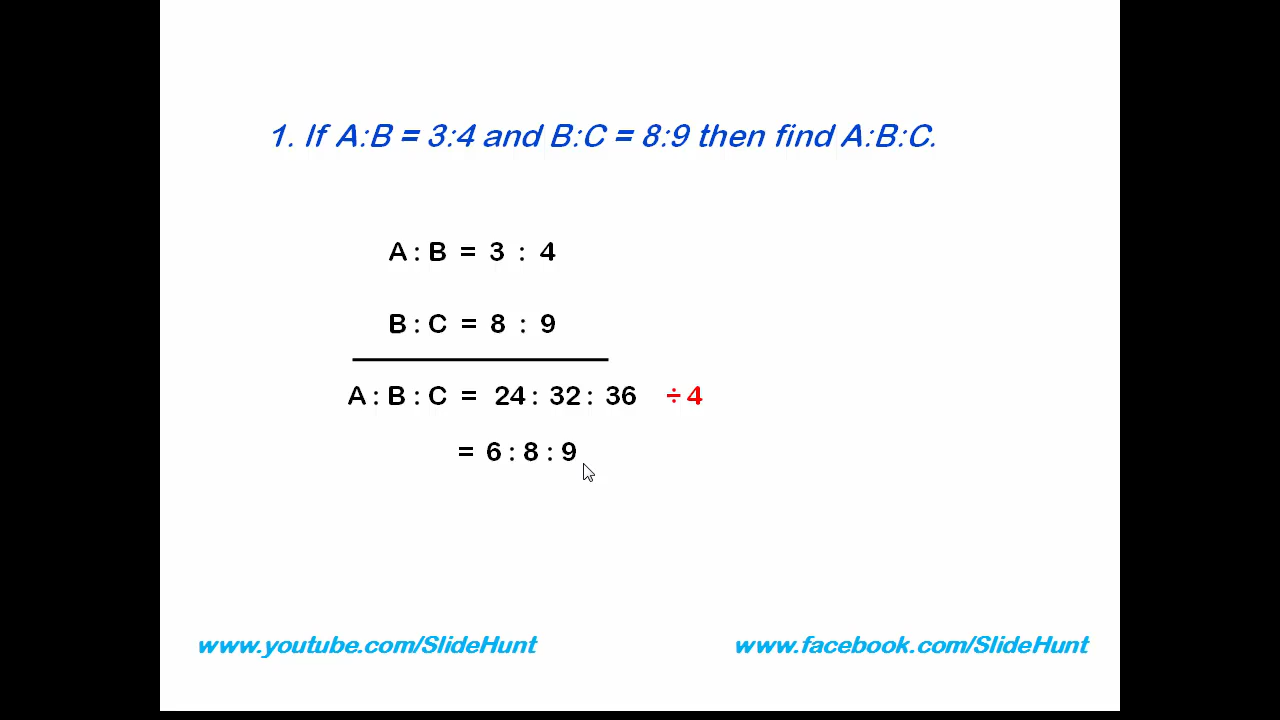 1. If A:B = 3:4 and B:C = 8:9 then find A:B:C.
A : B = 3 : 4
B : C = 8 : 9
A : B : C = 24 : 32 : 36 ÷ 4
= 6 : 8 : 9
www.youtube.com/SlideHunt
www.facebook.com/SlideHunt